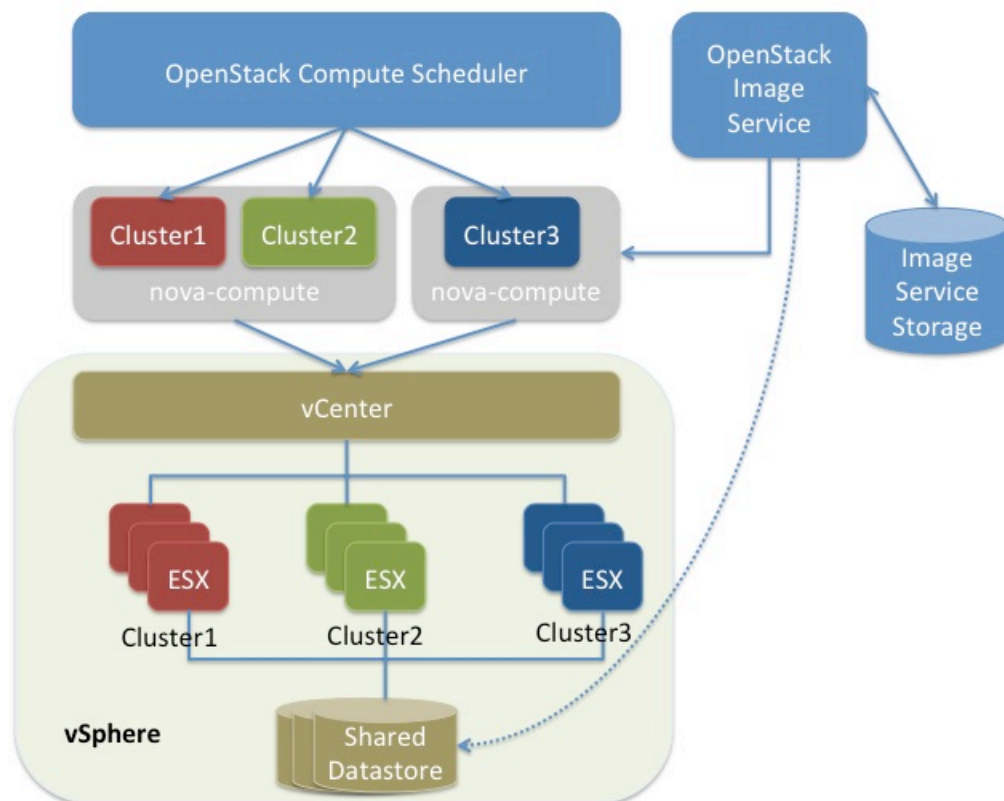 OpenStack Compute Scheduler
OpenStack
Image
Service
Cluster1
Cluster2
Cluster3
nova-compute
nova-compute
Image
Service
Storage
vCenter
ESX
ESX
ESX
Cluster1
Cluster2
Cluster3
vSphere
Shared
Datastore